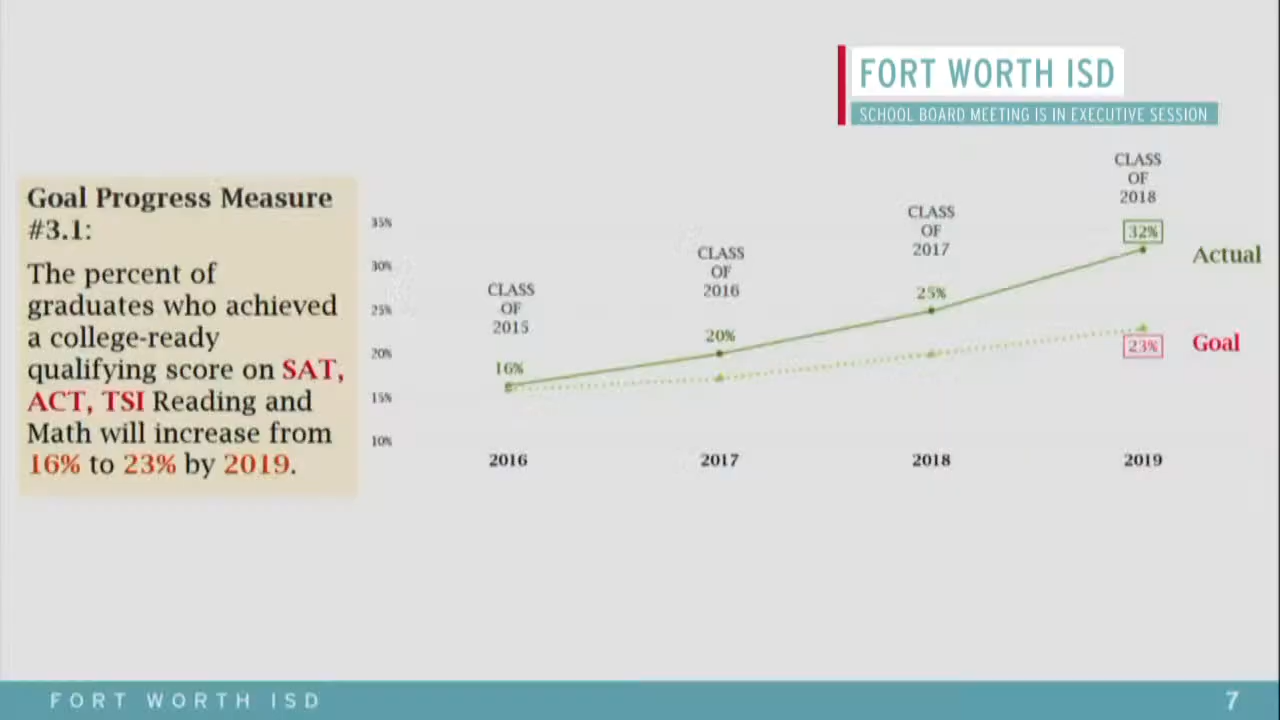 FORT WORTH ISD
SCHOOL BOARD MEETING IS IN EXECUTIVE SESSION
Goal Progress Measure
#3.1:
The percent of
graduates who achieved
a college-ready
qualifying score on SAT,
ACT, TSI Reading and
Math will increase from
16% to 23% by 2019.
35%
30%
25%
20%
15%
10%
CLASS
OF
2015
16%
CLASS
OF
2016
20%
CLASS
OF
2017
25%
CLASS
OF
2018
32%
Actual
23%
Goal
2016
2017
2018
2019
FORT WORTH ISD
7